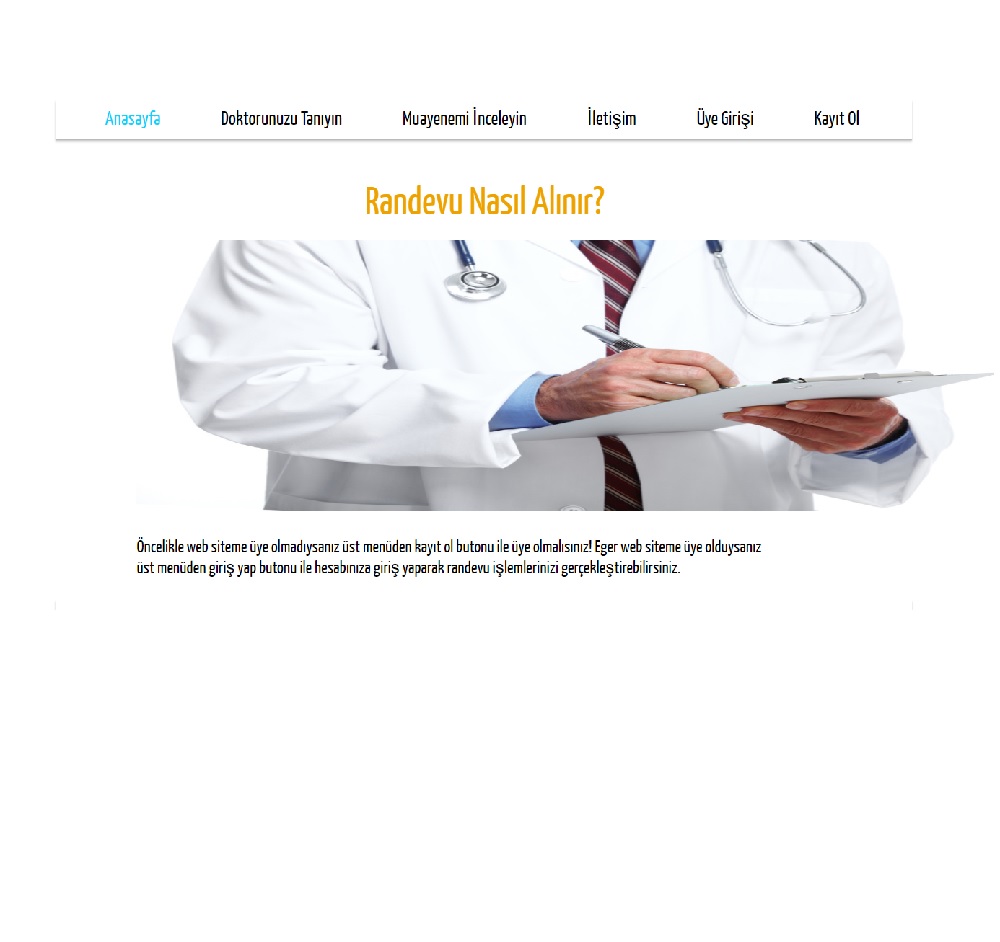 Anasayfa Doktorunuzu Tanıyın Muayenemi İnceleyin İletişim Üye Girişi Kayıt Ol
Randevu Nasıl Alınır?
Öncelikle web siteme üye olmadıysanız üst menüden kayıt ol butonu ile üye olmalısınız! Eger web siteme üye olduysanız
üst menüden giriş yap butonu ile hesabınıza giriş yaparak randevu işlemlerinizi gerçekleştirebilirsiniz.